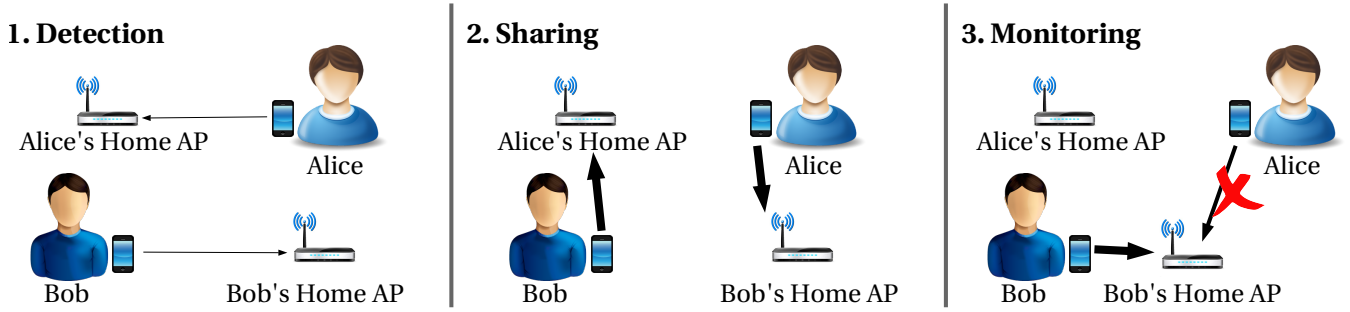 1. Detection
Alice's Home AP
Alice
Bob
Bob's Home AP
2. Sharing
Alice's Home AP
Alice
Bob
Bob's Home AP
3. Monitoring
Alice's Home AP
Alice
Bob
Bob's Home AP